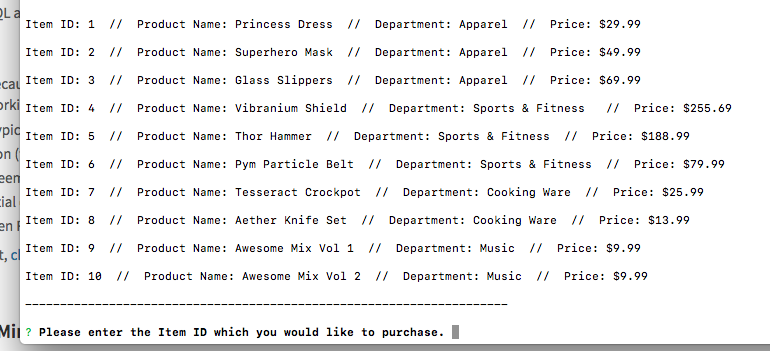 Item ID: 1  //  Product Name: Princess Dress  //  Department: Apparel  //  Price: $29.99
Item ID: 2  //  Product Name: Superhero Mask  //  Department: Apparel  //  Price: $49.99
Item ID: 3  //  Product Name: Glass Slippers  //  Department: Apparel  //  Price: $69.99
Item ID: 4  //  Product Name: Vibranium Shield  //  Department: Sports & Fitness   //  Price: $255.69
Item ID: 5  //  Product Name: Thor Hammer  //  Department: Sports & Fitness  //  Price: $188.99
Item ID: 6  //  Product Name: Pym Particle Belt  //  Department: Sports & Fitness  //  Price: $79.99
Item ID: 7  //  Product Name: Tesseract Crockpot  //  Department: Cooking Ware  //  Price: $25.99
Item ID: 8  //  Product Name: Aether Knife Set  //  Department: Cooking Ware  //  Price: $13.99
Item ID: 9  //  Product Name: Awesome Mix Vol 1  //  Department: Music  //  Price: $9.99
Item ID: 10  //  Product Name: Awesome Mix Vol 2  //  Department: Music  //  Price: $9.99
? Please enter the Item ID which you would like to purchase.